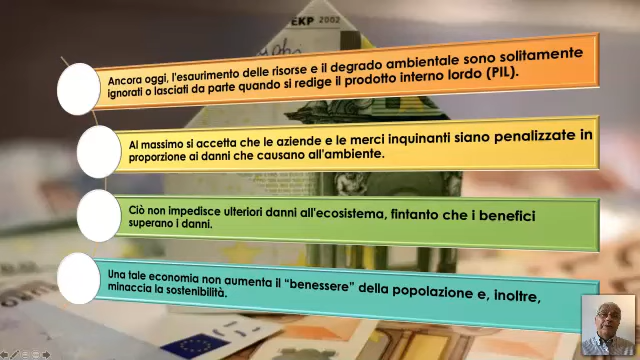 EKP 2002
Ancora oggi, l'esaurimento delle risorse e il degrado ambientale sono solitamente
ignorati o lasciati da parte quando si redige il prodotto interno lordo (PIL).
Al massimo si accetta che le aziende e le merci inquinanti siano penalizzate in
proporzione ai danni che causano all'ambiente.
Ciò non impedisce ulteriori danni all'ecosistema, fintanto che i benefici
superano i danni.
Una tale economia non aumenta il “benessere” della popolazione e, inoltre,
minaccia la sostenibilità.